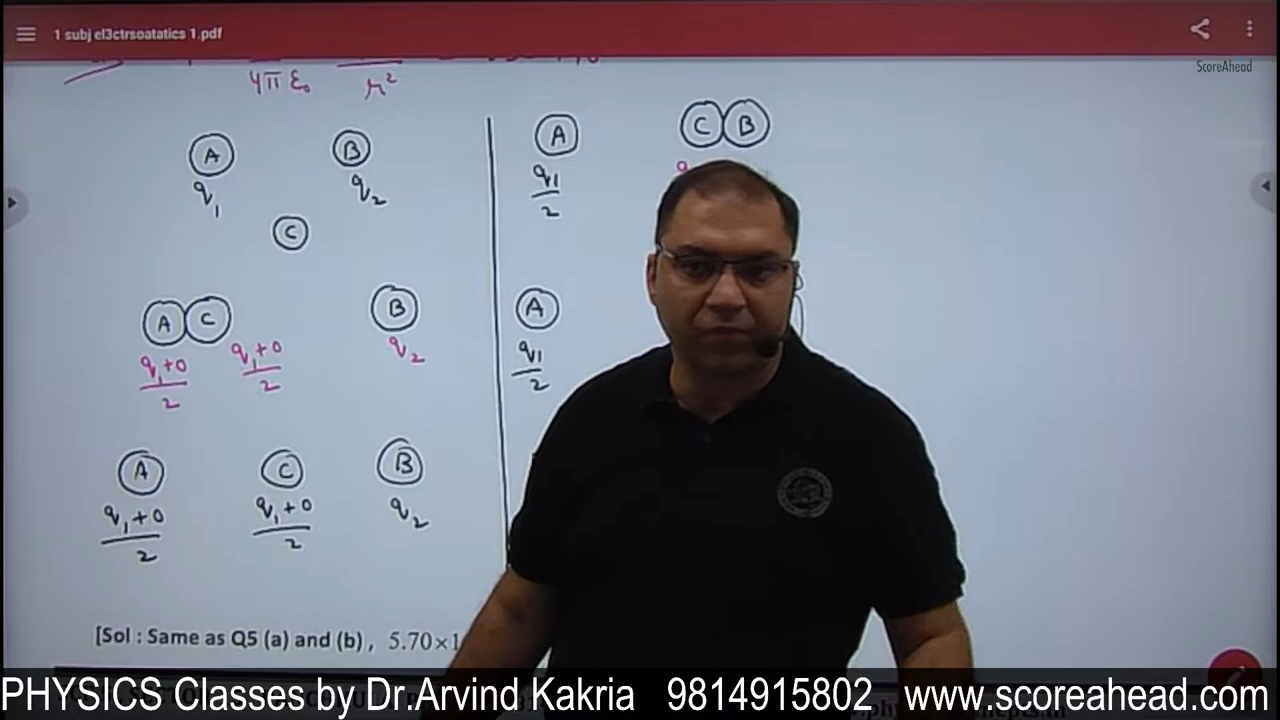 1 subj el3ctrsoatatics 1.pdf
ScoreAhead
4π ε₀ r²
A B A C B
q₁ q₂ q₁/2
C
A C B A
q₁+0/2 q₁+0/2 q₂ q₁/2
A C B
q₁+0/2 q₁+0/2 q₂
[Sol : Same as Q5 (a) and (b) , 5.70×1
PHYSICS Classes by Dr.Arvind Kakria 9814915802 www.scoreahead.com